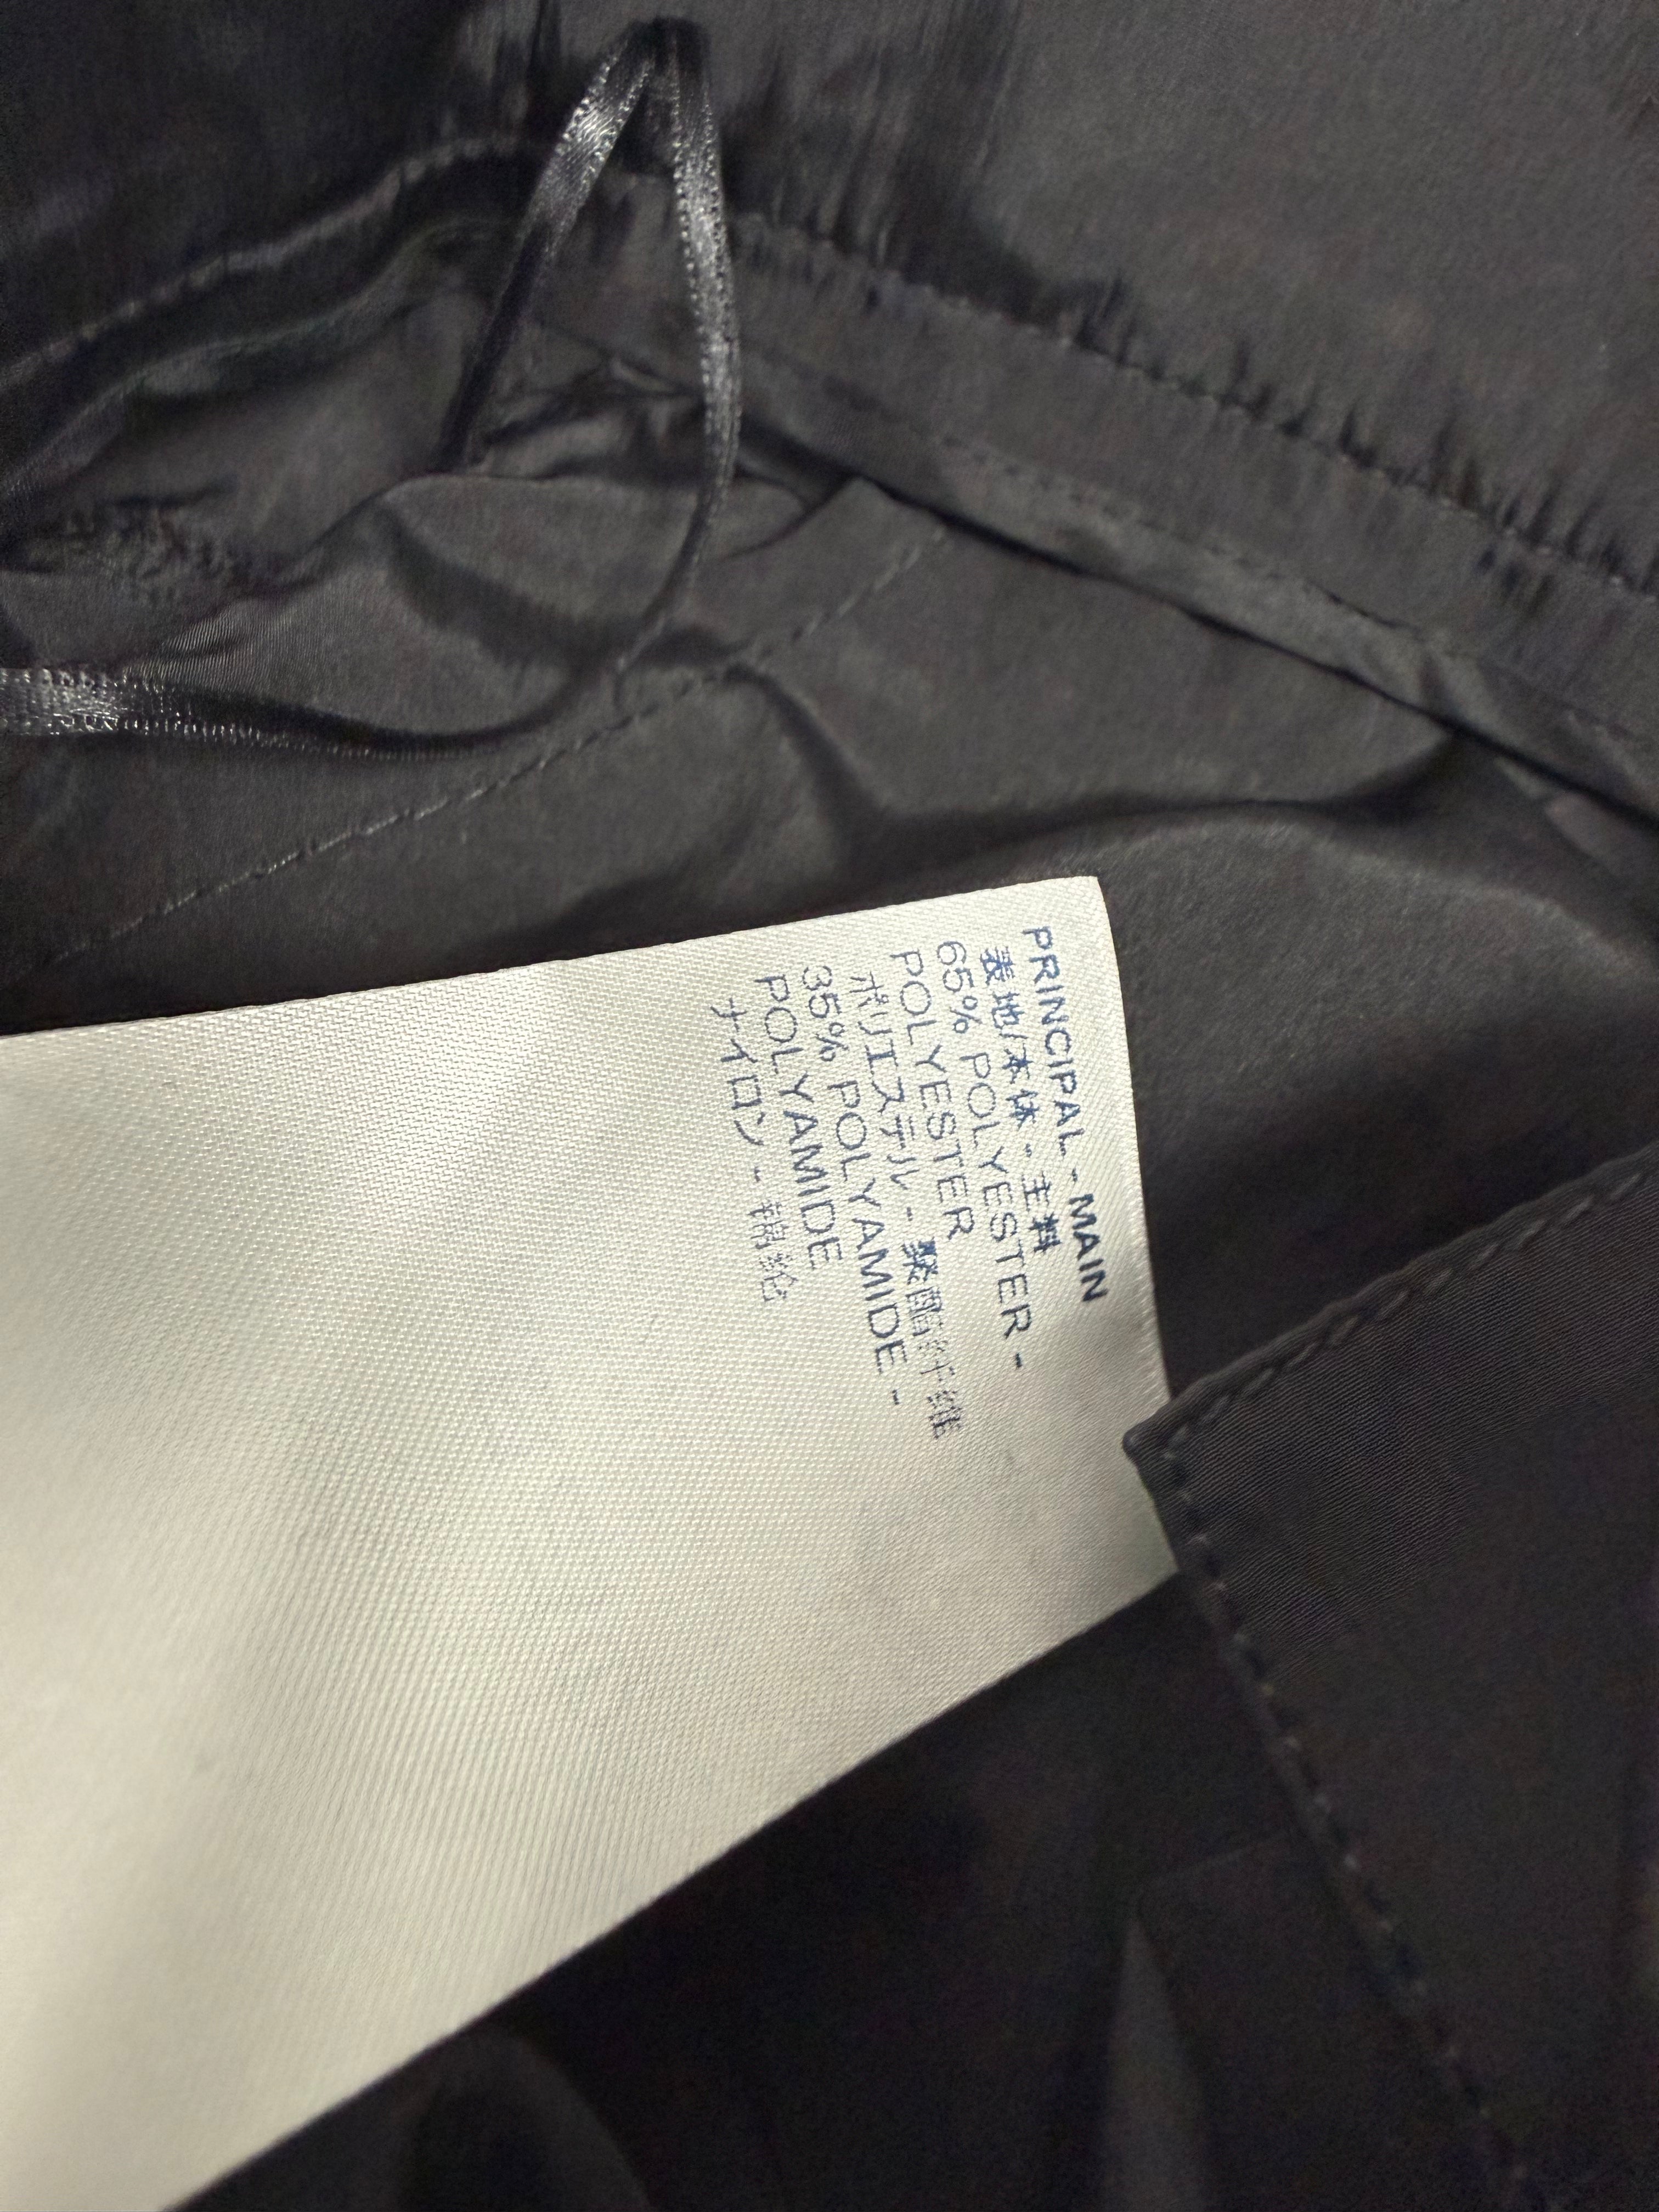 PRINCIPAL - MAIN
表地/本体 - 主料
65% POLYESTER -
POLYESTER
ポリエステル - 聚酯纤维
35% POLYAMIDE -
POLYAMIDE
ナイロン - 锦纶